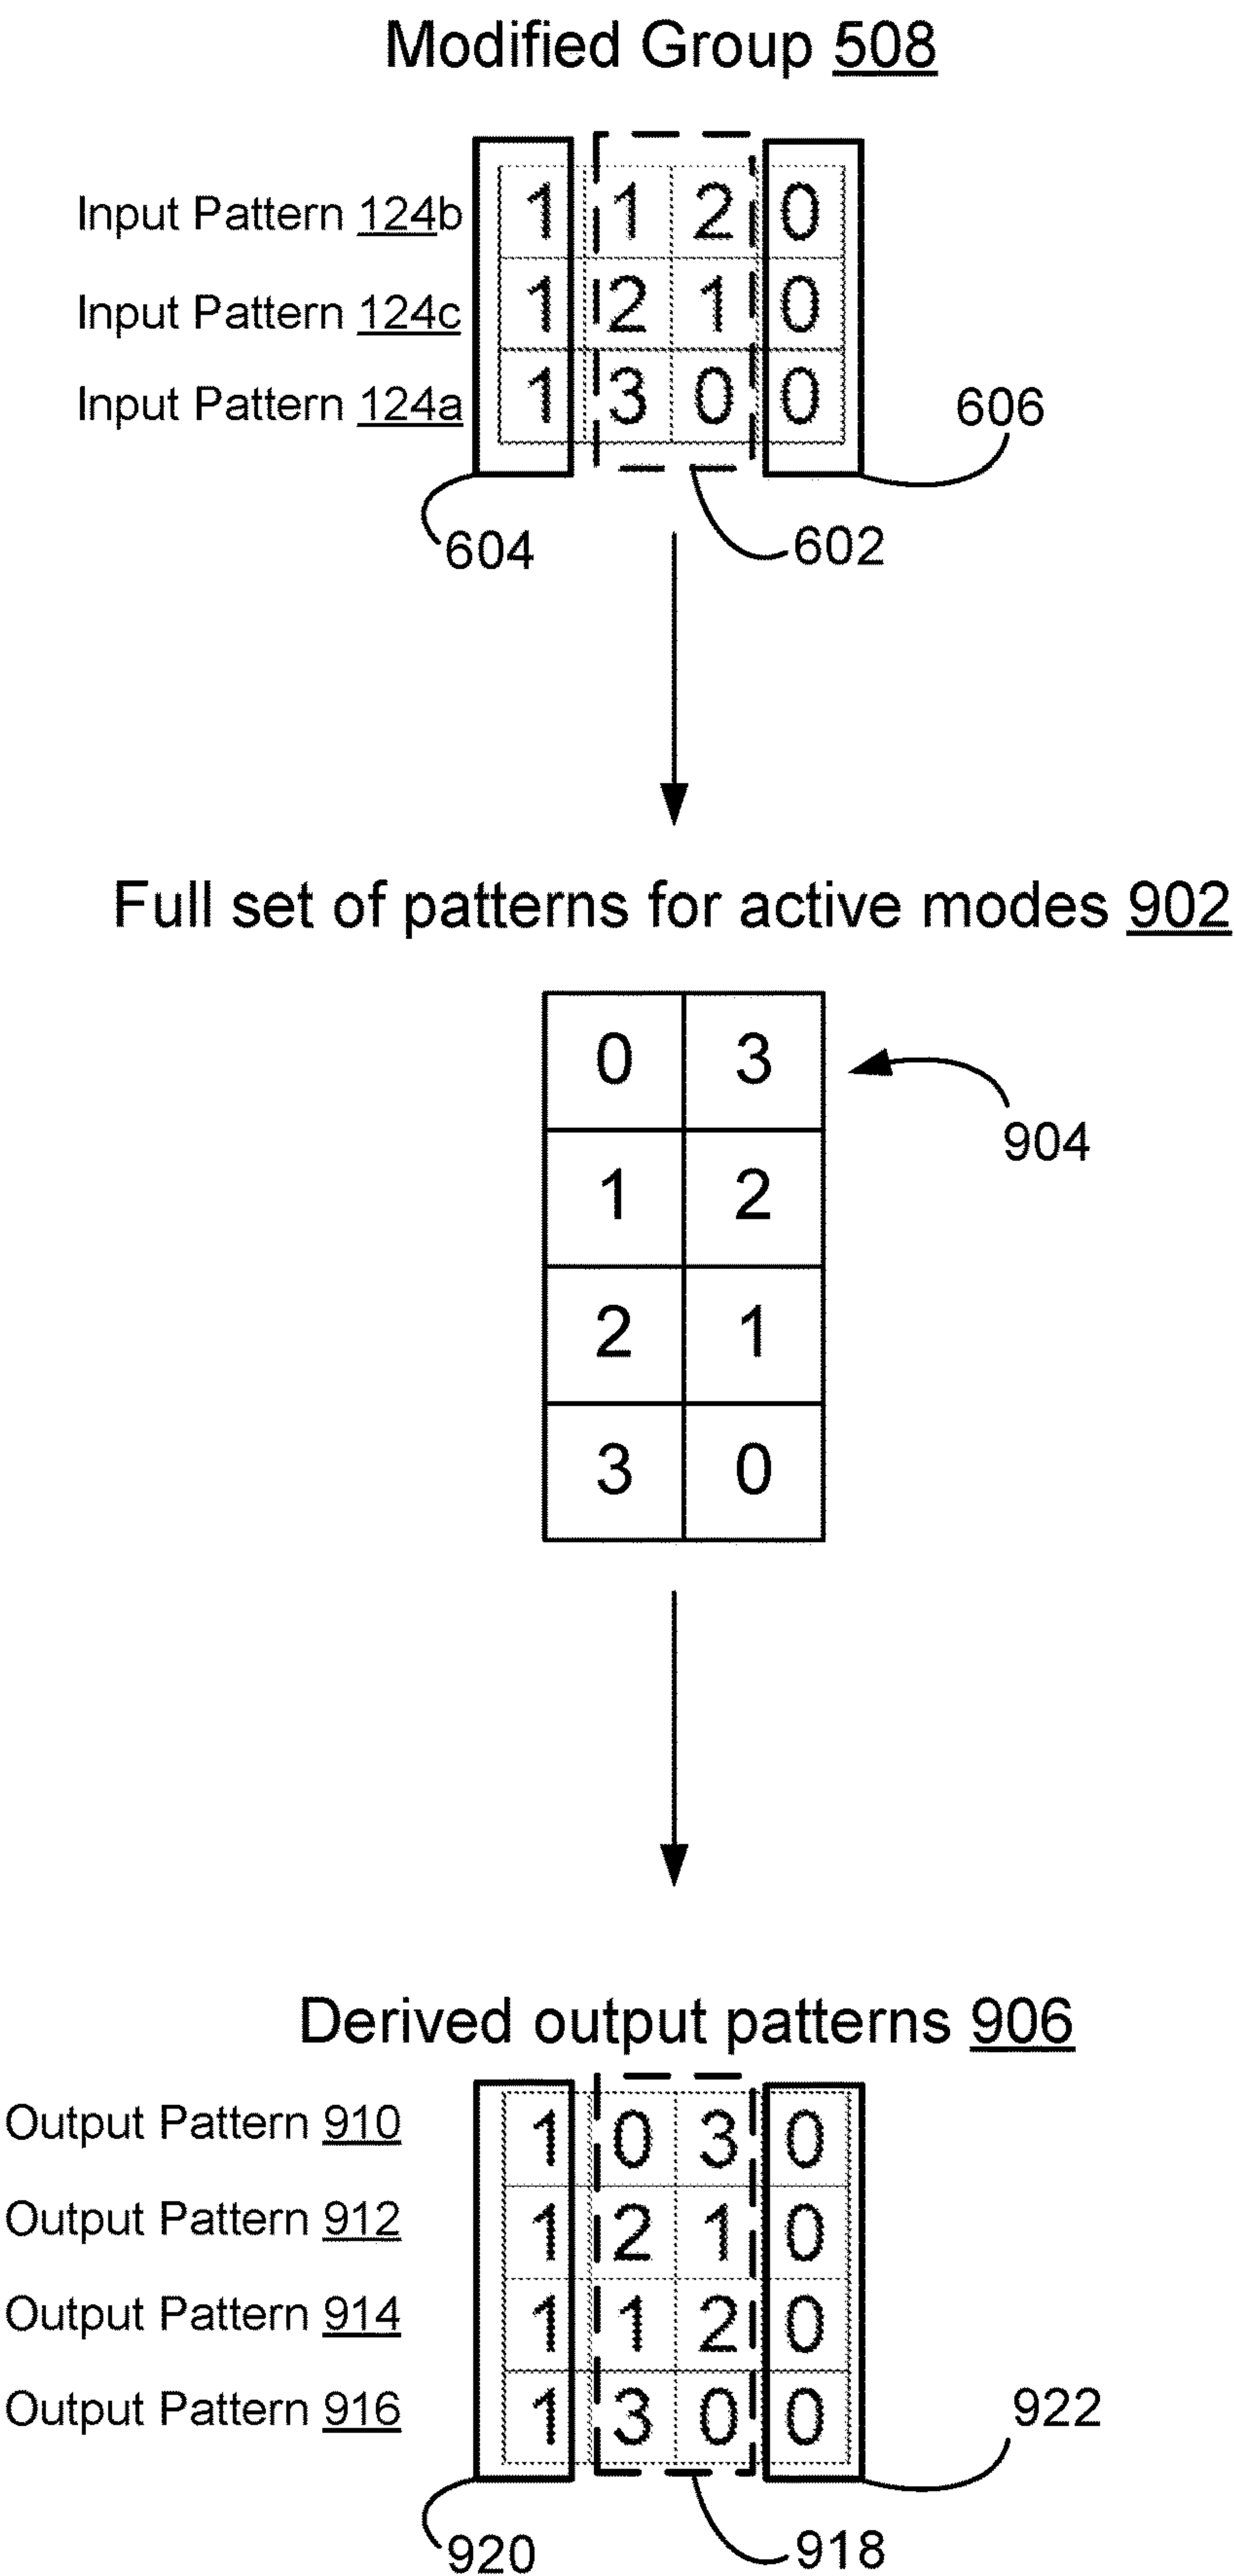 Modified Group 508
Input Pattern 124b 1 1 2 0
Input Pattern 124c 1 2 1 0
Input Pattern 124a 1 3 0 0
606
604
602
Full set of patterns for active modes 902
0 3
904
1 2
2 1
3 0
Derived output patterns 906
Output Pattern 910 1 0 3 0
Output Pattern 912 1 2 1 0
Output Pattern 914 1 1 2 0
Output Pattern 916 1 3 0 0
922
920
918